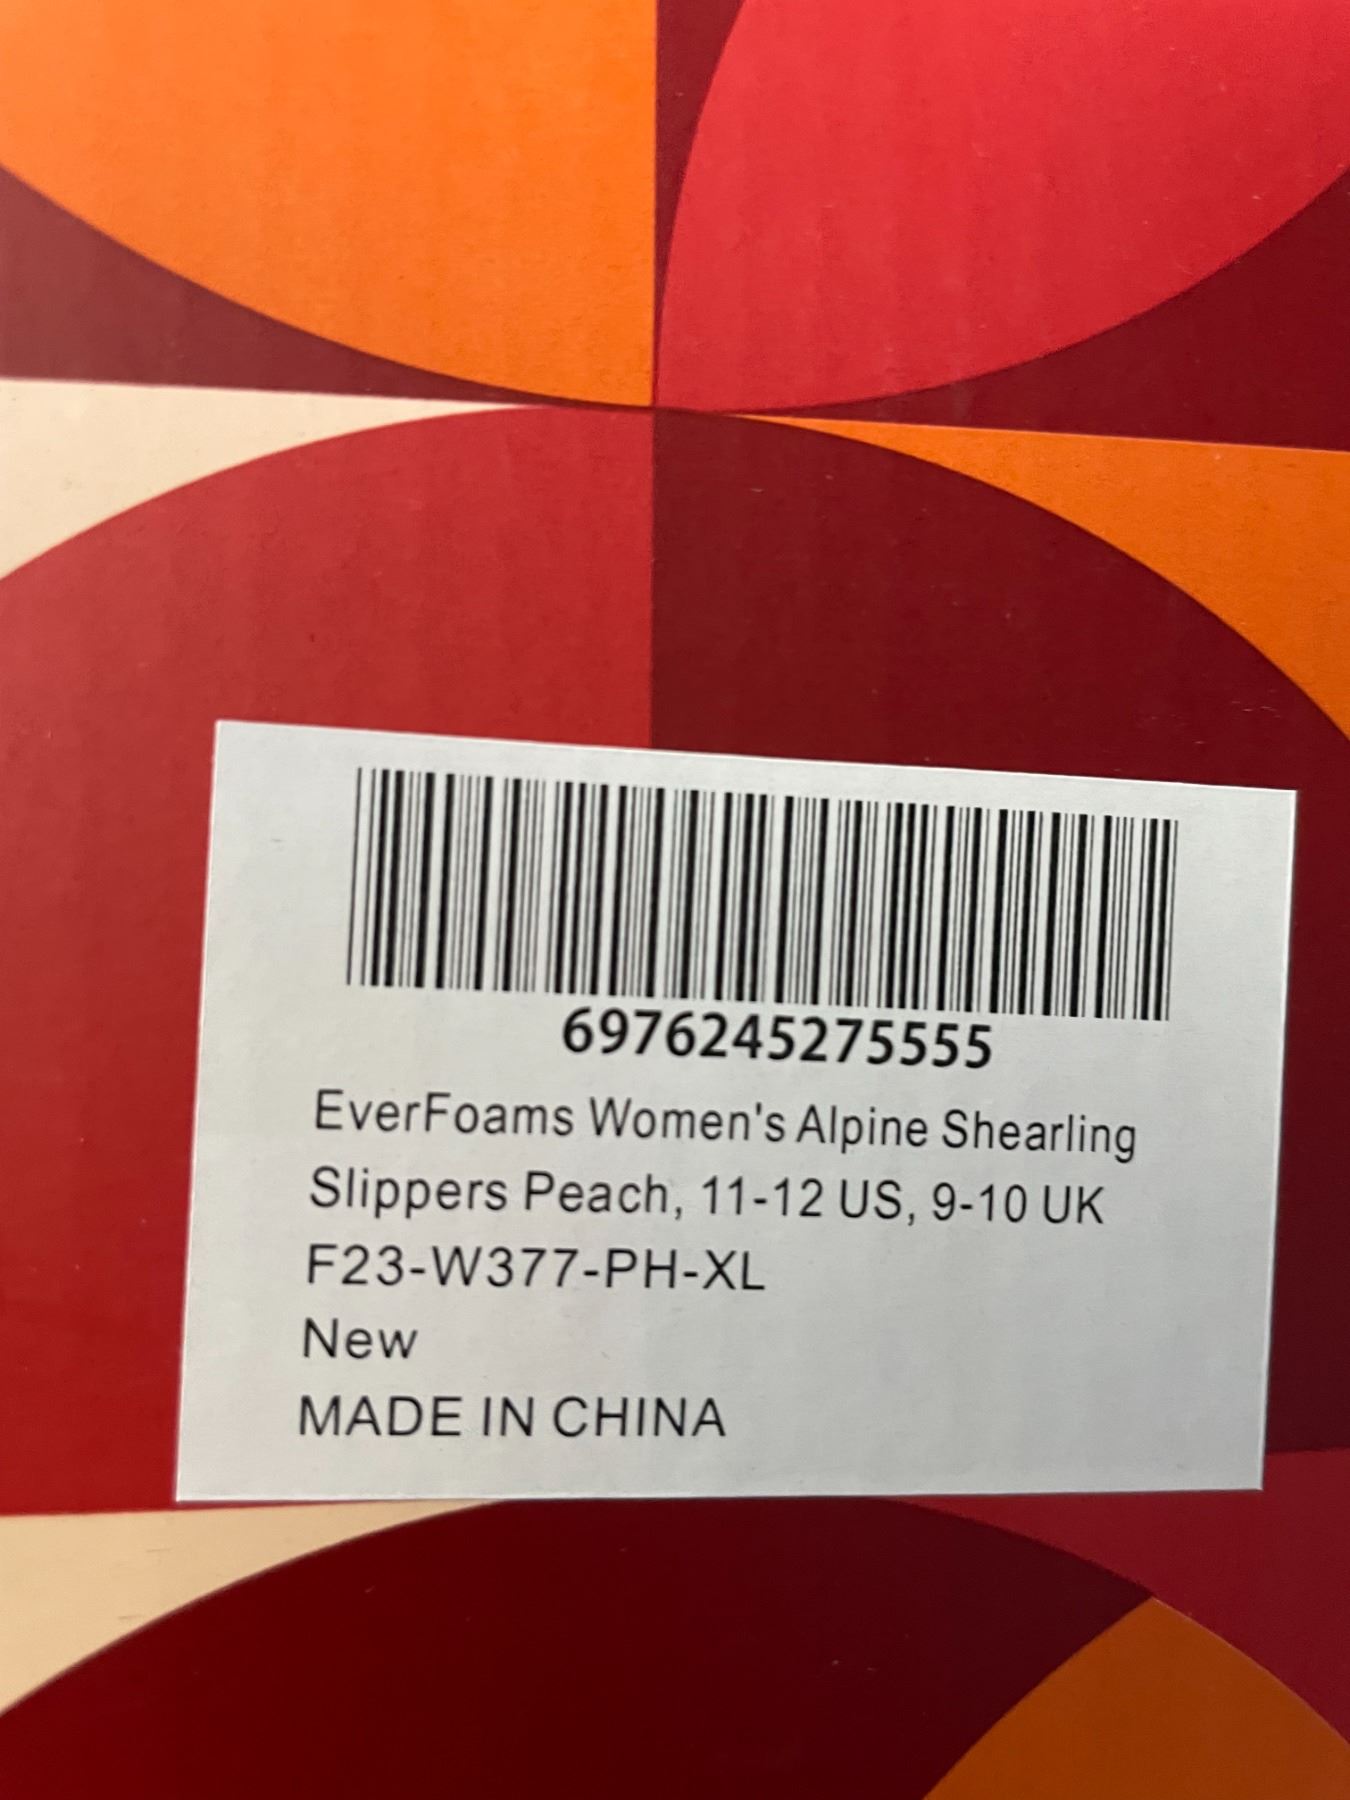 6976245275555
EverFoams Women's Alpine Shearling
Slippers Peach, 11-12 US, 9-10 UK
F23-W377-PH-XL
New
MADE IN CHINA